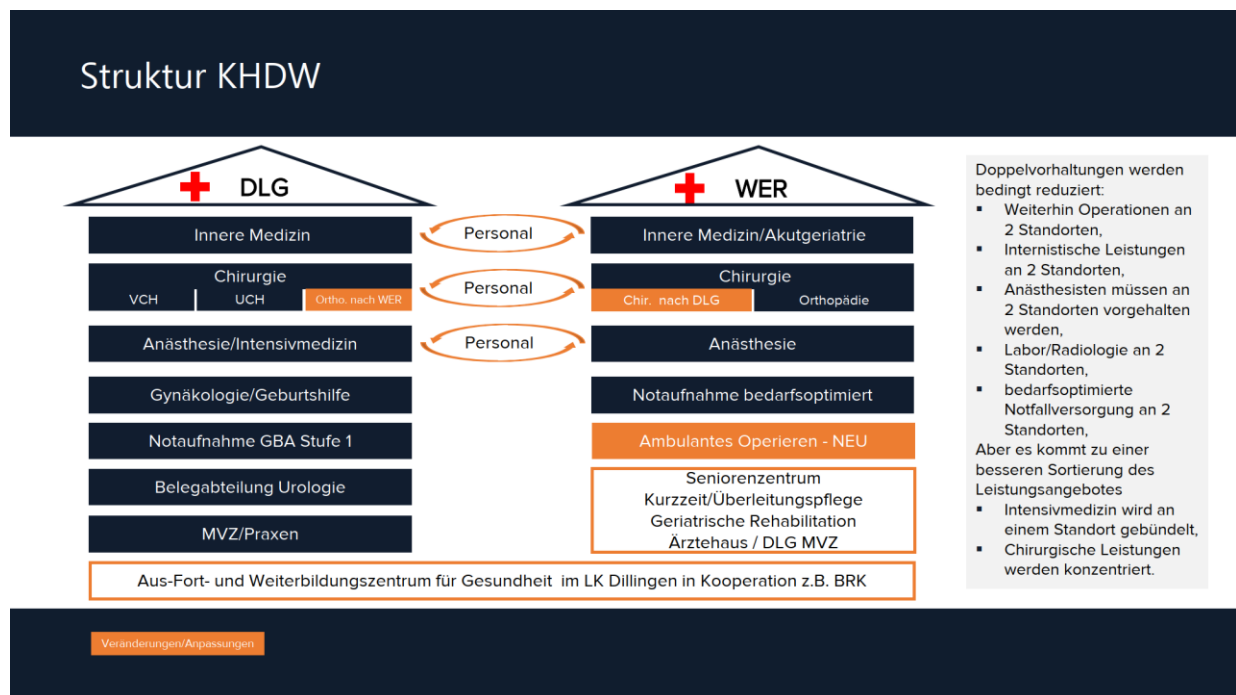 Struktur KHDW
DLG
Innere Medizin
Chirurgie
VCH
UCH
Ortho. nach WER
Anästhesie/Intensivmedizin
Gynäkologie/Geburtshilfe
Notaufnahme GBA Stufe 1
Belegabteilung Urologie
MVZ/Praxen
Personal
Personal
Personal
WER
Innere Medizin/Akutgeriatrie
Chirurgie
Chir. nach DLG
Orthopädie
Anästhesie
Notaufnahme bedarfsoptimiert
Ambulantes Operieren - NEU
Seniorenzentrum
Kurzzeit/Überleitungspflege
Geriatrische Rehabilitation
Ärztehaus / DLG MVZ
Aus-Fort- und Weiterbildungszentrum für Gesundheit im LK Dillingen in Kooperation z.B. BRK
Doppelvorhaltungen werden
bedingt reduziert:
▪ Weiterhin Operationen an
2 Standorten,
▪ Internistische Leistungen
an 2 Standorten,
▪ Anästhesisten müssen an
2 Standorten vorgehalten
werden,
▪ Labor/Radiologie an 2
Standorten,
▪ bedarfsoptimierte
Notfallversorgung an 2
Standorten,
Aber es kommt zu einer
besseren Sortierung des
Leistungsangebotes
▪ Intensivmedizin wird an
einem Standort gebündelt,
▪ Chirurgische Leistungen
werden konzentriert.
Veränderungen/Anpassungen